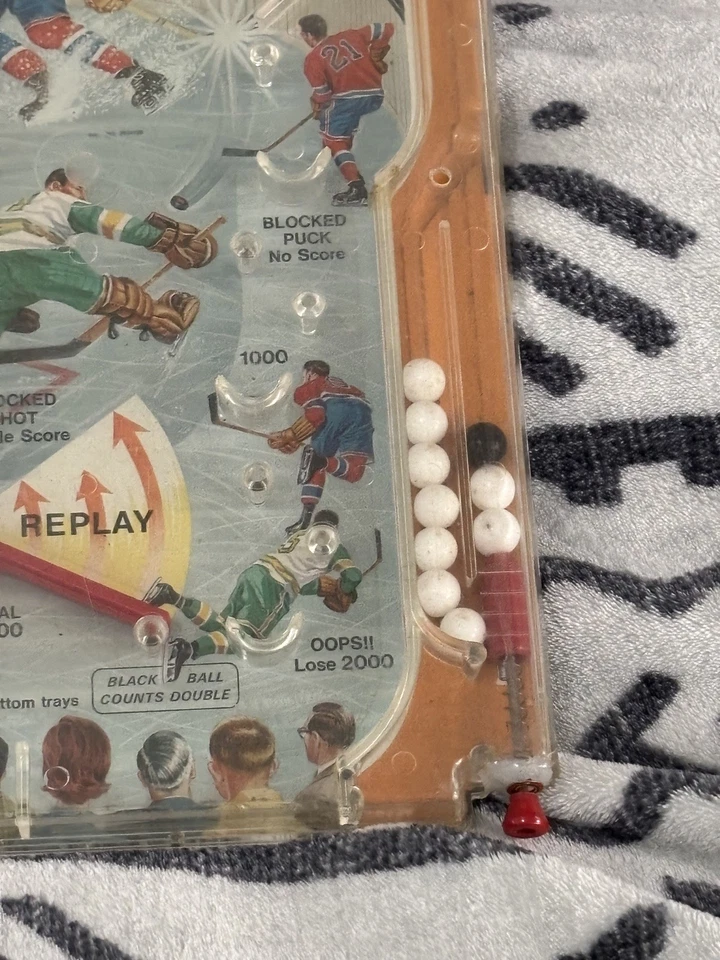 21
BLOCKED
PUCK
No Score
1000
OCKED
HOT
le Score
REPLAY
AL
00
OOPS!!
Lose 2000
BLACK BALL
COUNTS DOUBLE
ttom trays